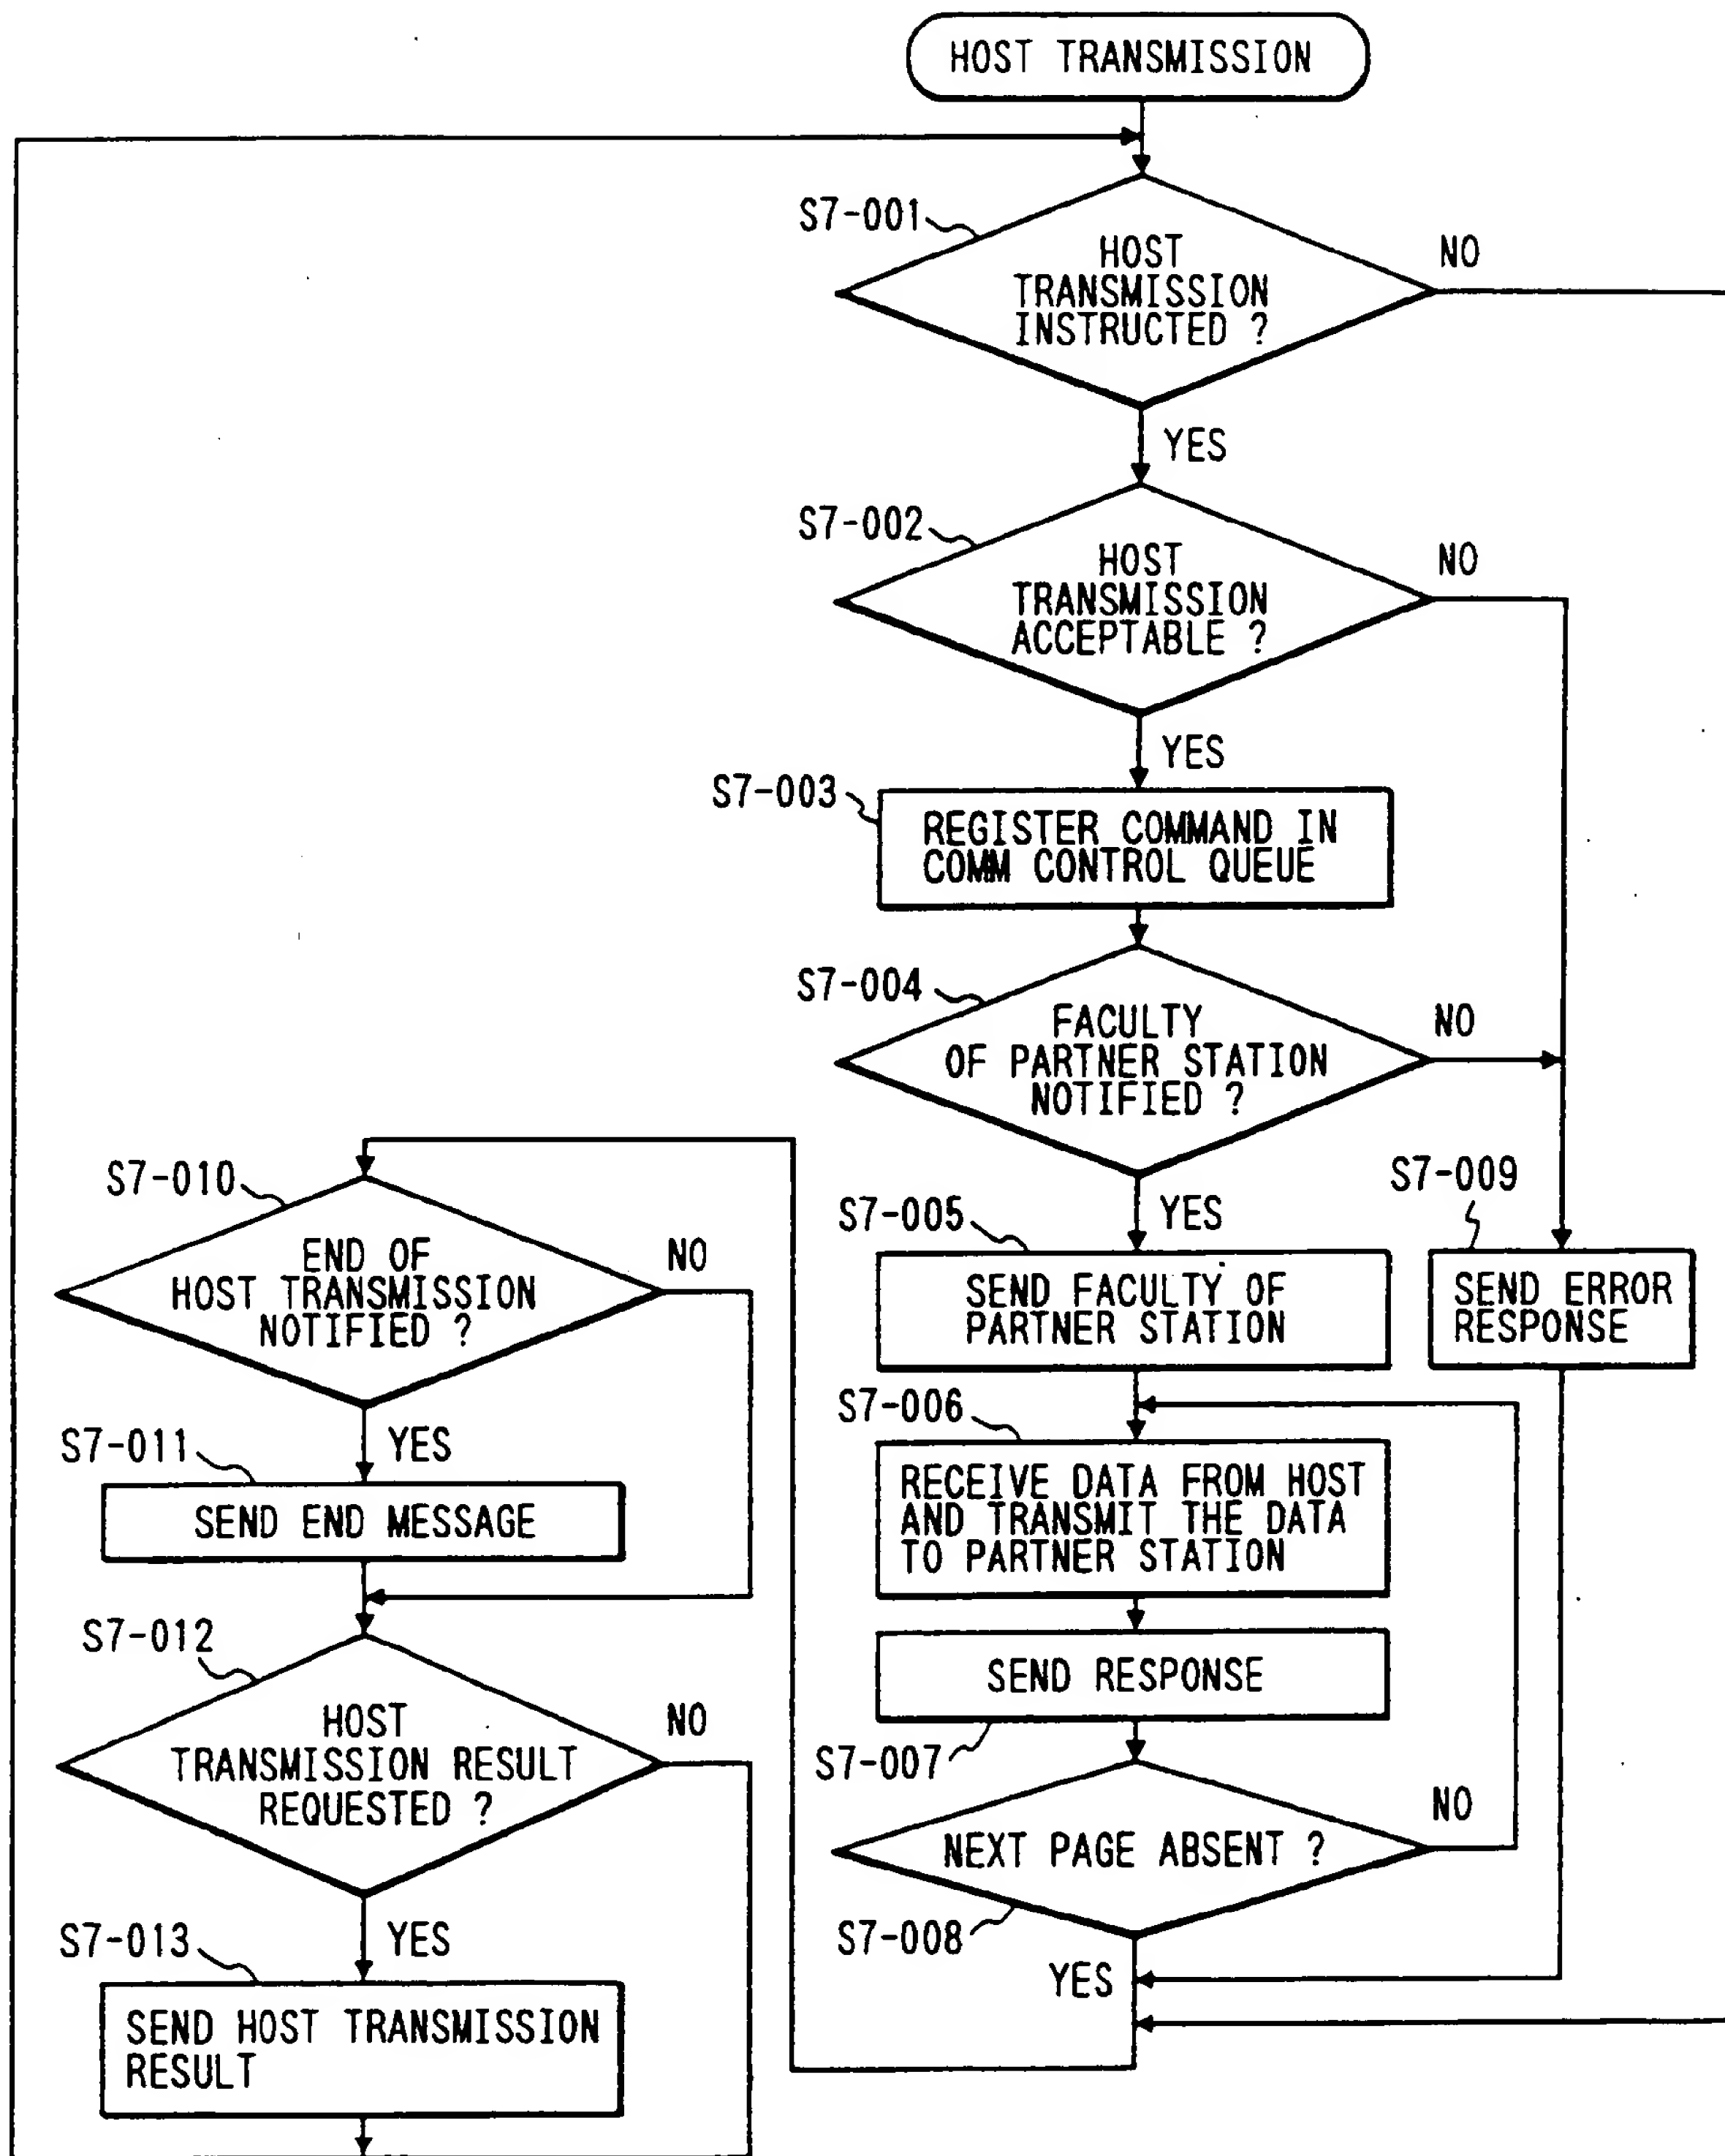 HOST TRANSMISSION
S7-001
HOST
TRANSMISSION
INSTRUCTED ?
NO
YES
S7-002
HOST
TRANSMISSION
ACCEPTABLE ?
NO
YES
S7-003
REGISTER COMMAND IN
COMM CONTROL QUEUE
S7-004
FACULTY
OF PARTNER STATION
NOTIFIED ?
NO
YES
S7-005
SEND FACULTY OF
PARTNER STATION
S7-009
SEND ERROR
RESPONSE
S7-006
RECEIVE DATA FROM HOST
AND TRANSMIT THE DATA
TO PARTNER STATION
SEND RESPONSE
S7-007
NEXT PAGE ABSENT ?
NO
S7-008
YES
S7-010
END OF
HOST TRANSMISSION
NOTIFIED ?
NO
YES
S7-011
SEND END MESSAGE
S7-012
HOST
TRANSMISSION RESULT
REQUESTED ?
NO
YES
S7-013
SEND HOST TRANSMISSION
RESULT